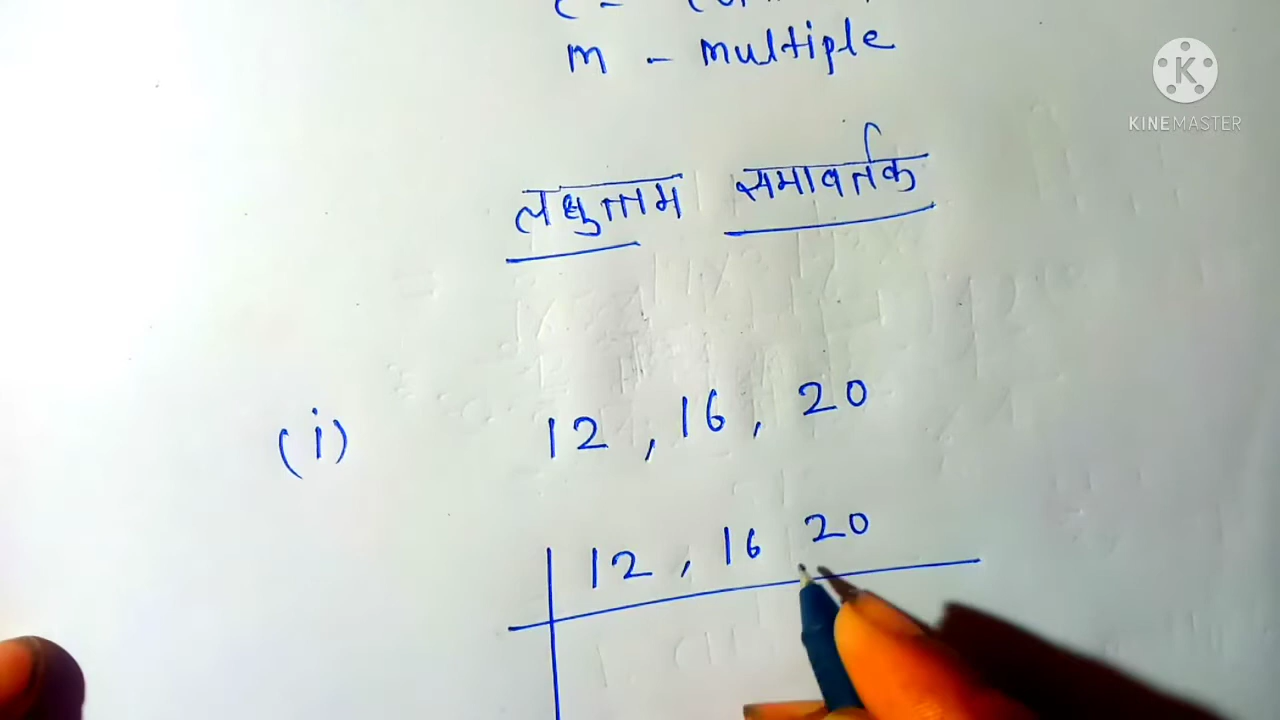 m - multiple
लघुत्तम समावर्तक
(i) 12 , 16 , 20
12 , 16 20
KINEMASTER